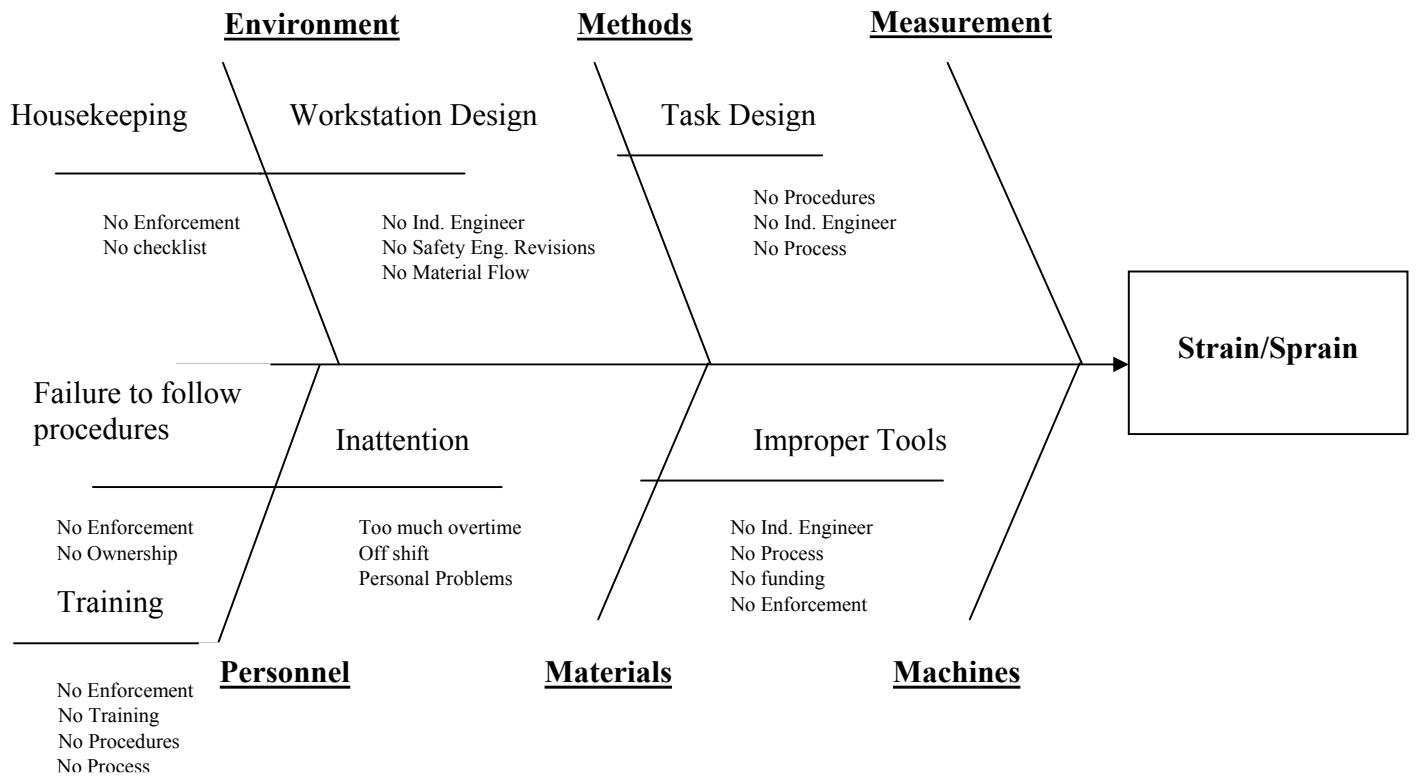 Environment
Methods
Measurement
Housekeeping
Workstation Design
Task Design
No Enforcement
No checklist
No Ind. Engineer
No Safety Eng. Revisions
No Material Flow
No Procedures
No Ind. Engineer
No Process
Strain/Sprain
Failure to follow
procedures
Inattention
Improper Tools
No Enforcement
No Ownership
Too much overtime
Off shift
Personal Problems
No Ind. Engineer
No Process
No funding
No Enforcement
Training
No Enforcement
No Training
No Procedures
No Process
Personnel
Materials
Machines